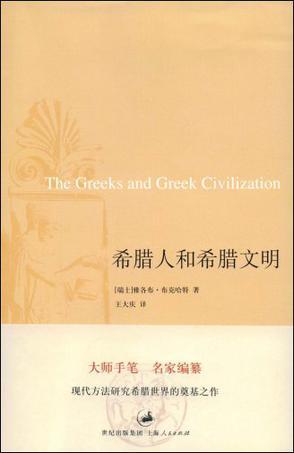 The Greeks and Greek Civilization
希腊人和希腊文明
[瑞士]雅各布·布克哈特 著
王大庆 译
大师手笔 名家编纂
现代方法研究希腊世界的奠基之作
世纪出版集团 上海人民出版社